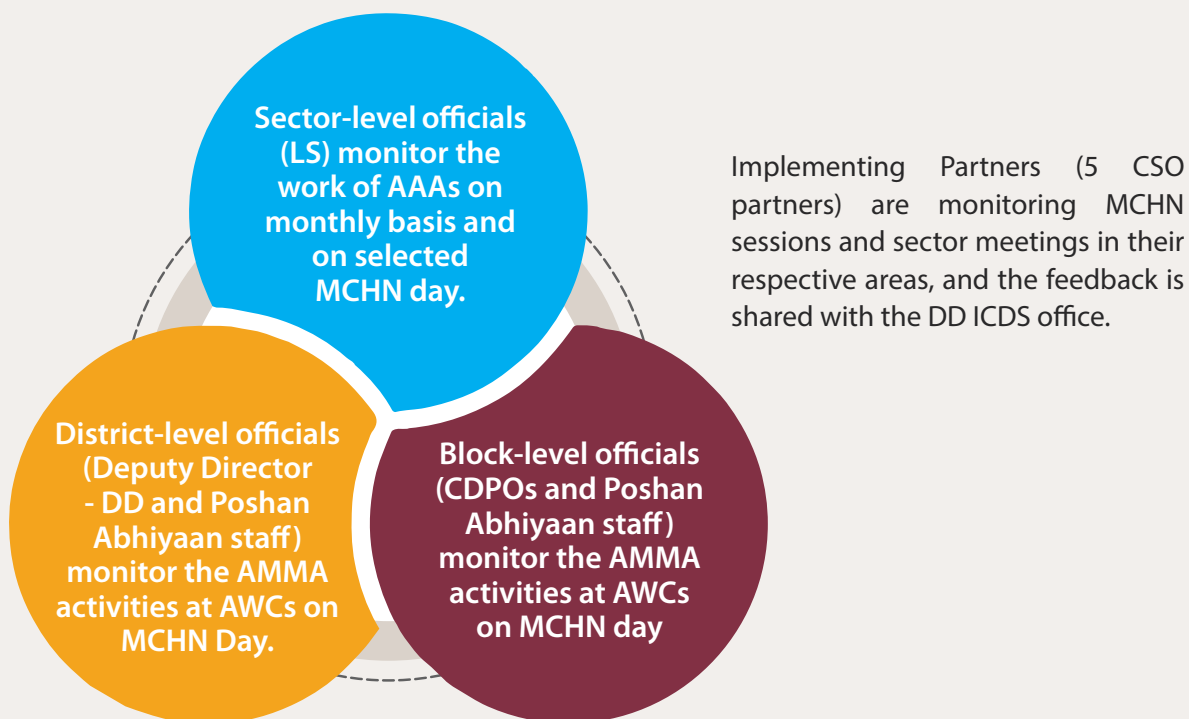 Sector-level officials
(LS) monitor the
work of AAAs on
monthly basis and
on selected
MCHN day.
Implementing Partners (5 CSO
partners) are monitoring MCHN
sessions and sector meetings in their
respective areas, and the feedback is
shared with the DD ICDS office.
District-level officials
(Deputy Director
- DD and Poshan
Abhiyaan staff)
monitor the AMMA
activities at AWCs on
MCHN Day.
Block-level officials
(CDPOs and Poshan
Abhiyaan staff)
monitor the AMMA
activities at AWCs
on MCHN day